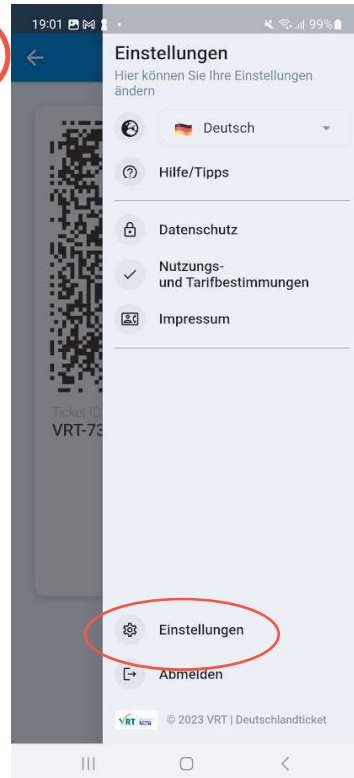 19:01 99%
Einstellungen
Hier können Sie Ihre Einstellungen
ändern
Deutsch
Hilfe/Tipps
Datenschutz
Nutzungs-
und Tarifbestimmungen
Impressum
Ticket ID
VRT-73
Einstellungen
Abmelden
VRT © 2023 VRT | Deutschlandticket